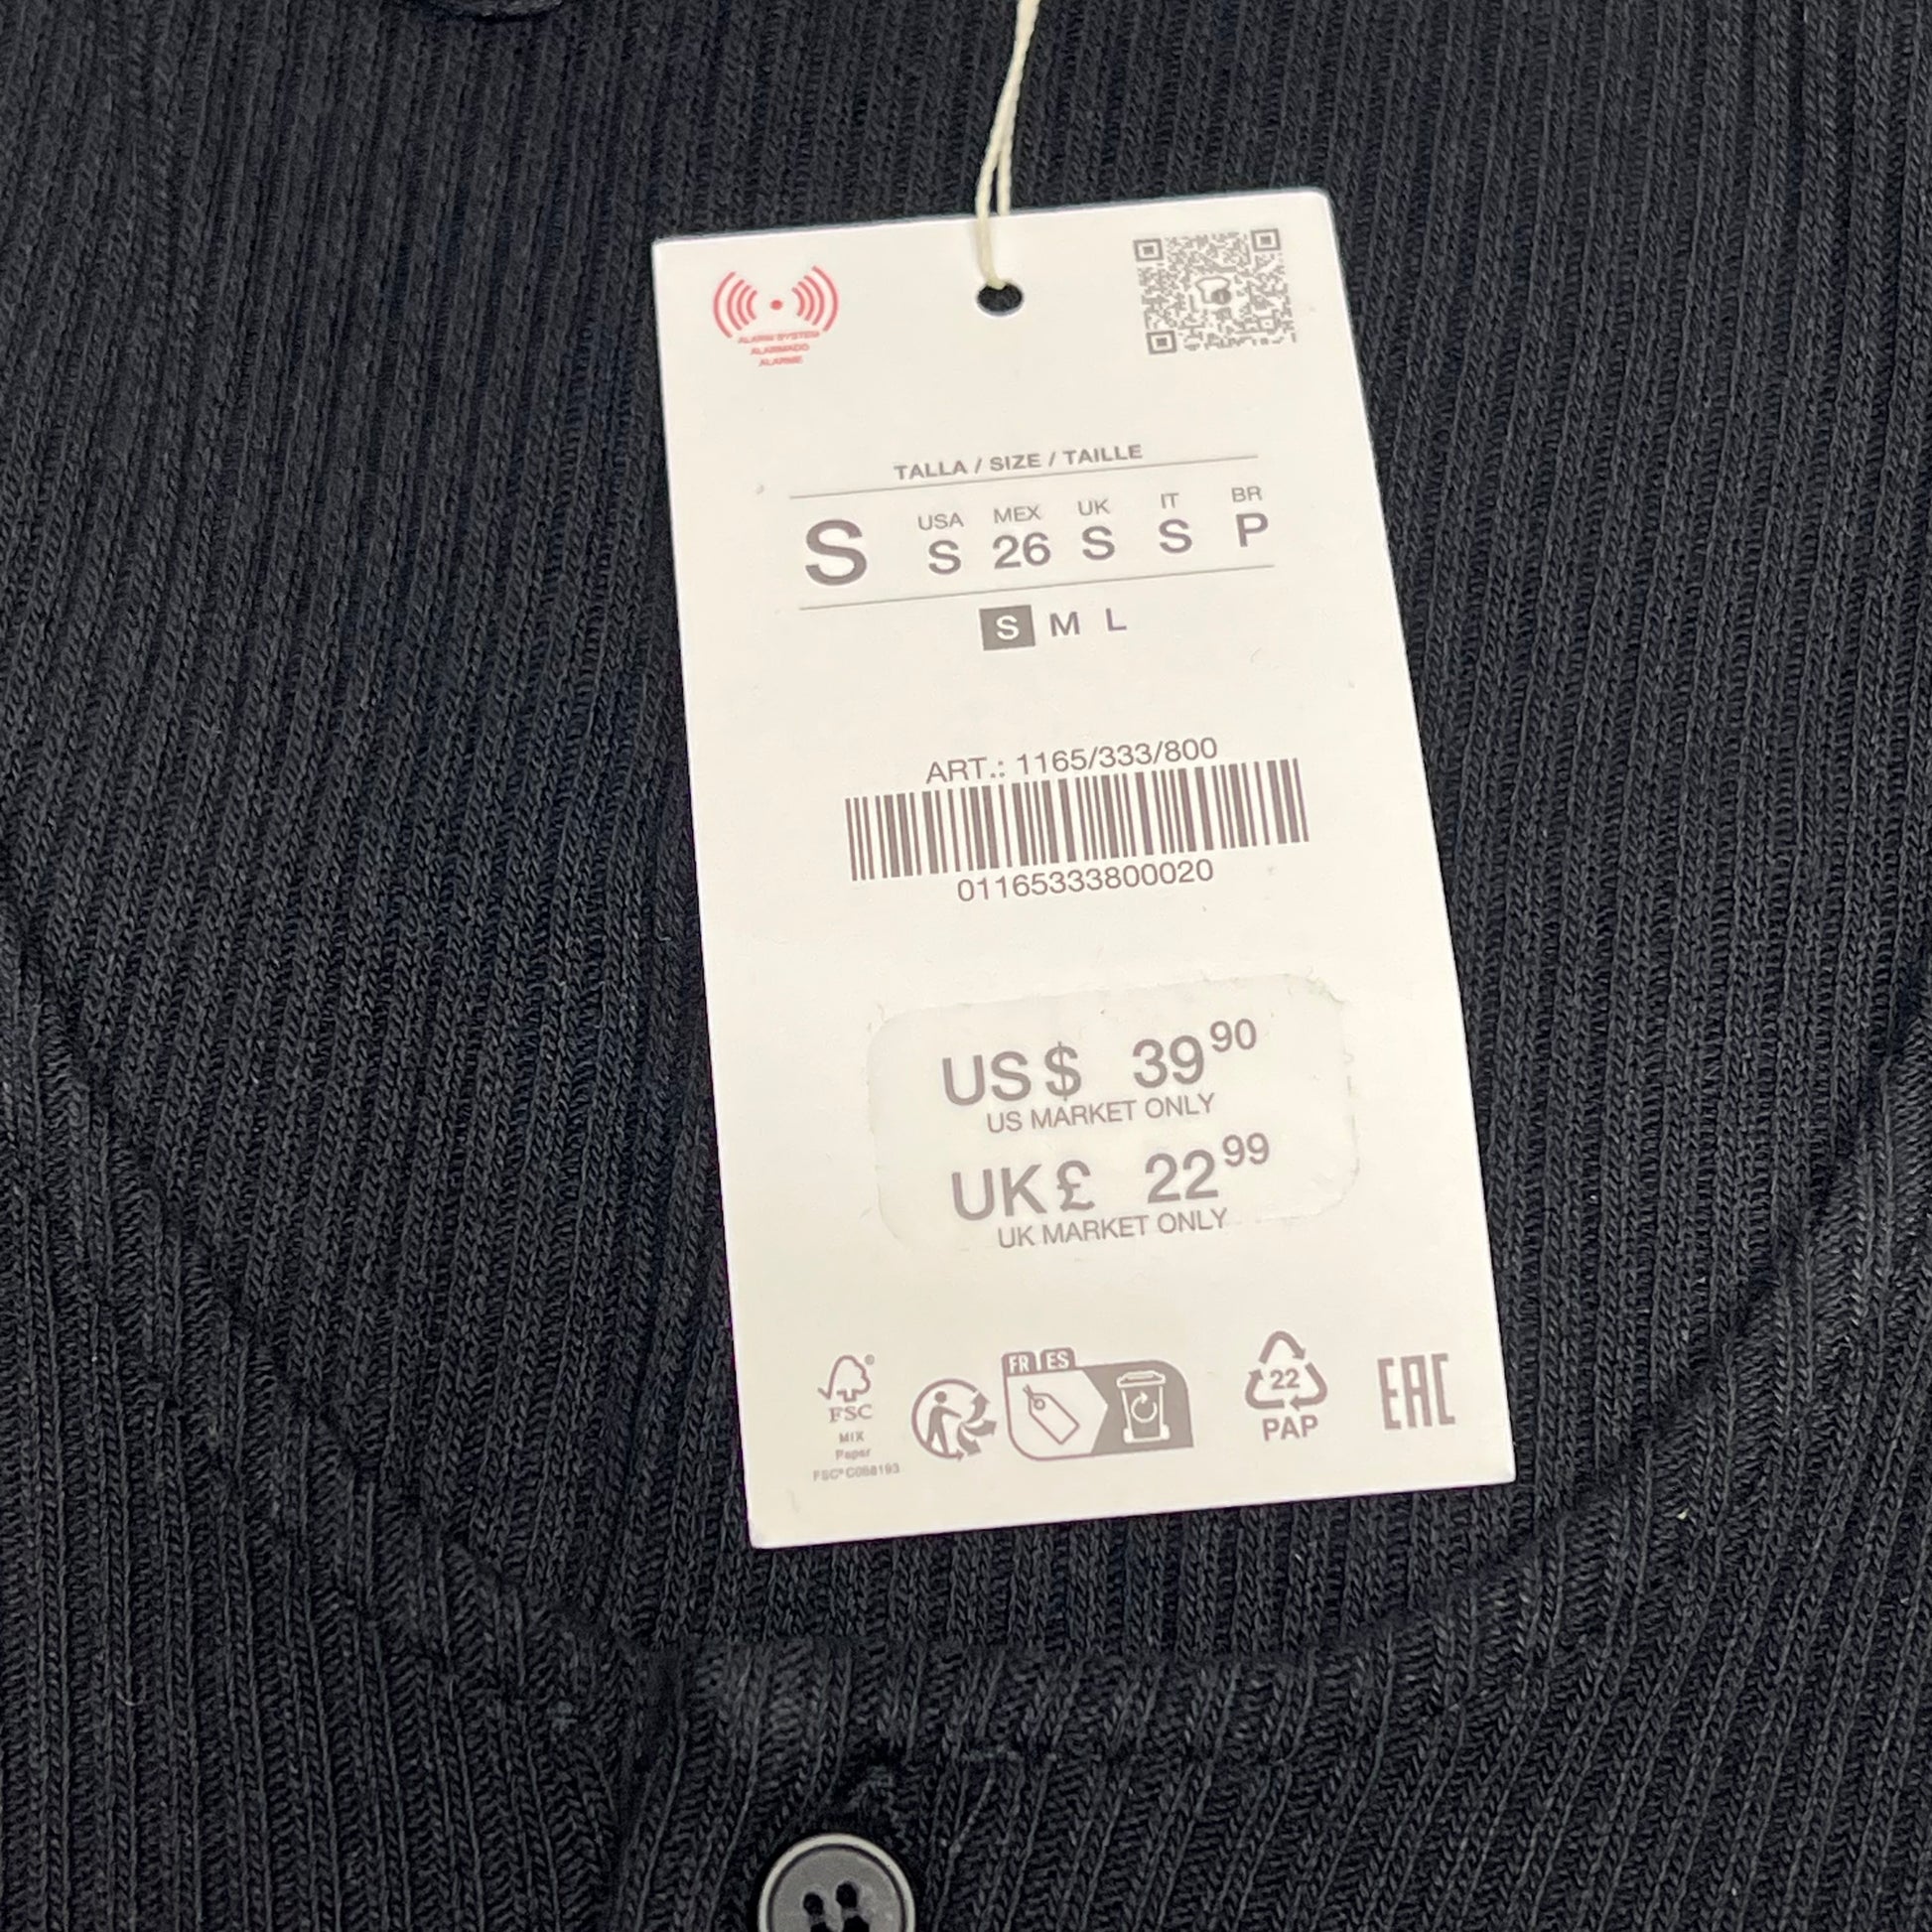 ALARM SYSTEM
ALARMADO
ALARME
TALLA / SIZE / TAILLE
S
USA MEX UK IT BR
S 26 S S P
S M L
ART.: 1165/333/800
01165333800020
US$ 39 90
US MARKET ONLY
UK£ 22 99
UK MARKET ONLY
FR ES
FSC®
MIX
Paper
FSC® C088193
22
PAP
EAC